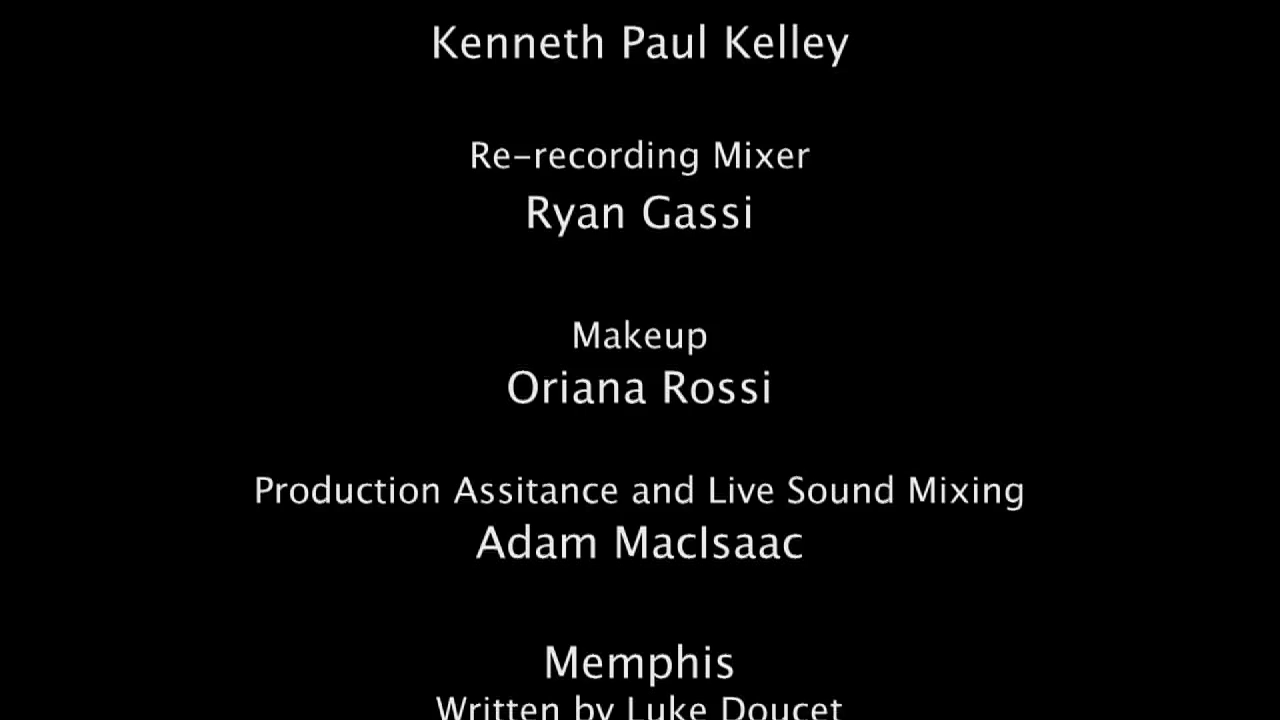 Kenneth Paul Kelley
Re-recording Mixer
Ryan Gassi
Makeup
Oriana Rossi
Production Assitance and Live Sound Mixing
Adam MacIsaac
Memphis
Written by Luke Doucet